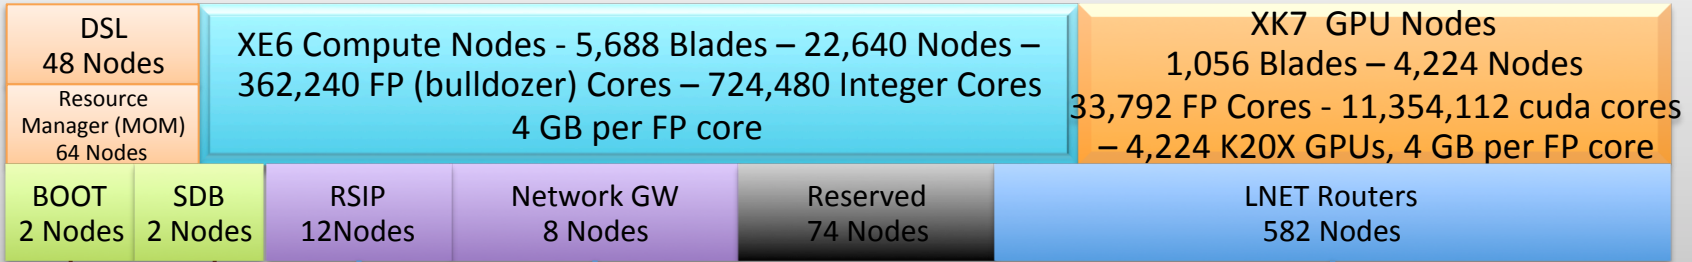 DSL
48 Nodes
Resource
Manager (MOM)
64 Nodes
XE6 Compute Nodes - 5,688 Blades – 22,640 Nodes –
362,240 FP (bulldozer) Cores – 724,480 Integer Cores
4 GB per FP core
XK7 GPU Nodes
1,056 Blades – 4,224 Nodes
33,792 FP Cores - 11,354,112 cuda cores
– 4,224 K20X GPUs, 4 GB per FP core
BOOT
2 Nodes
SDB
2 Nodes
RSIP
12Nodes
Network GW
8 Nodes
Reserved
74 Nodes
LNET Routers
582 Nodes